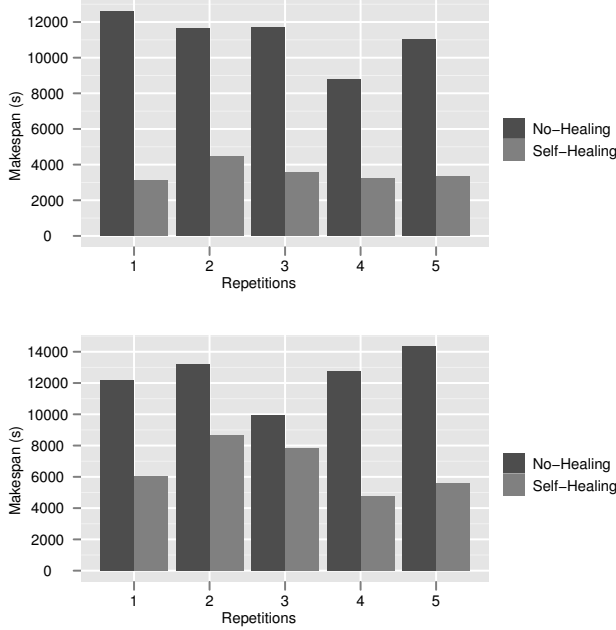 12000
10000
8000
6000
4000
2000
0
Makespan (s)
1 2 3 4 5
Repetitions
No-Healing
Self-Healing
14000
12000
10000
8000
6000
4000
2000
0
Makespan (s)
1 2 3 4 5
Repetitions
No-Healing
Self-Healing